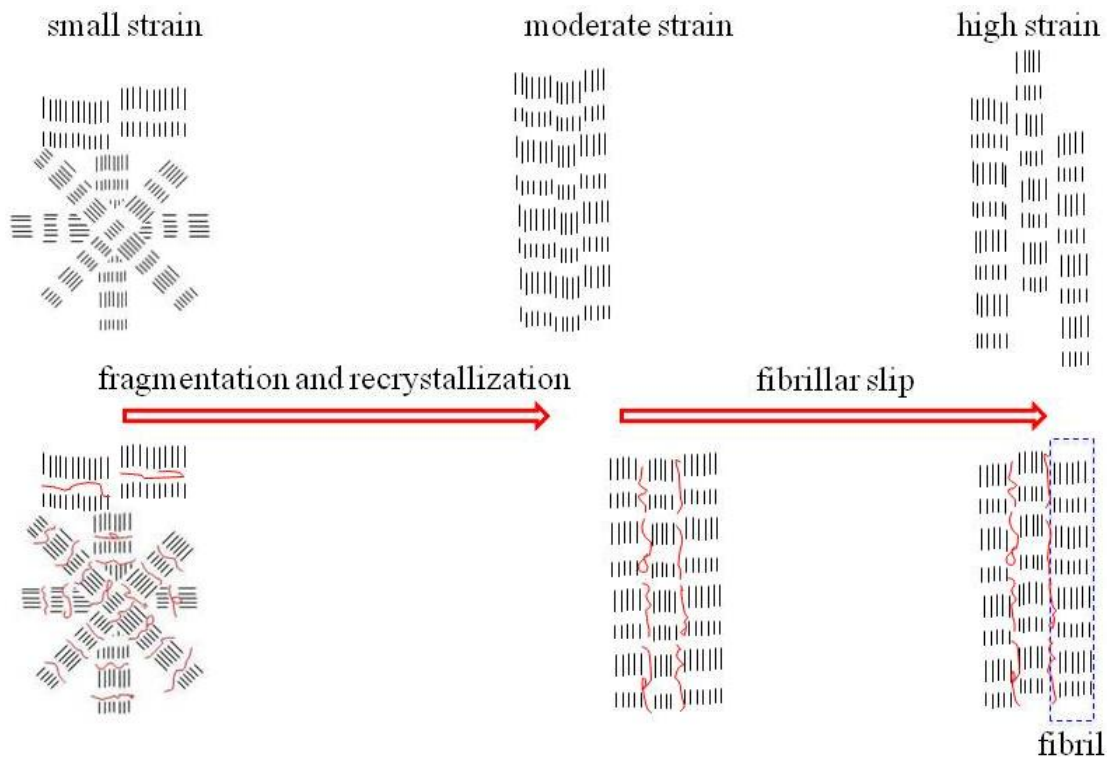 small strain
moderate strain
high strain
fragmentation and recrystallization
fibrillar slip
fibril